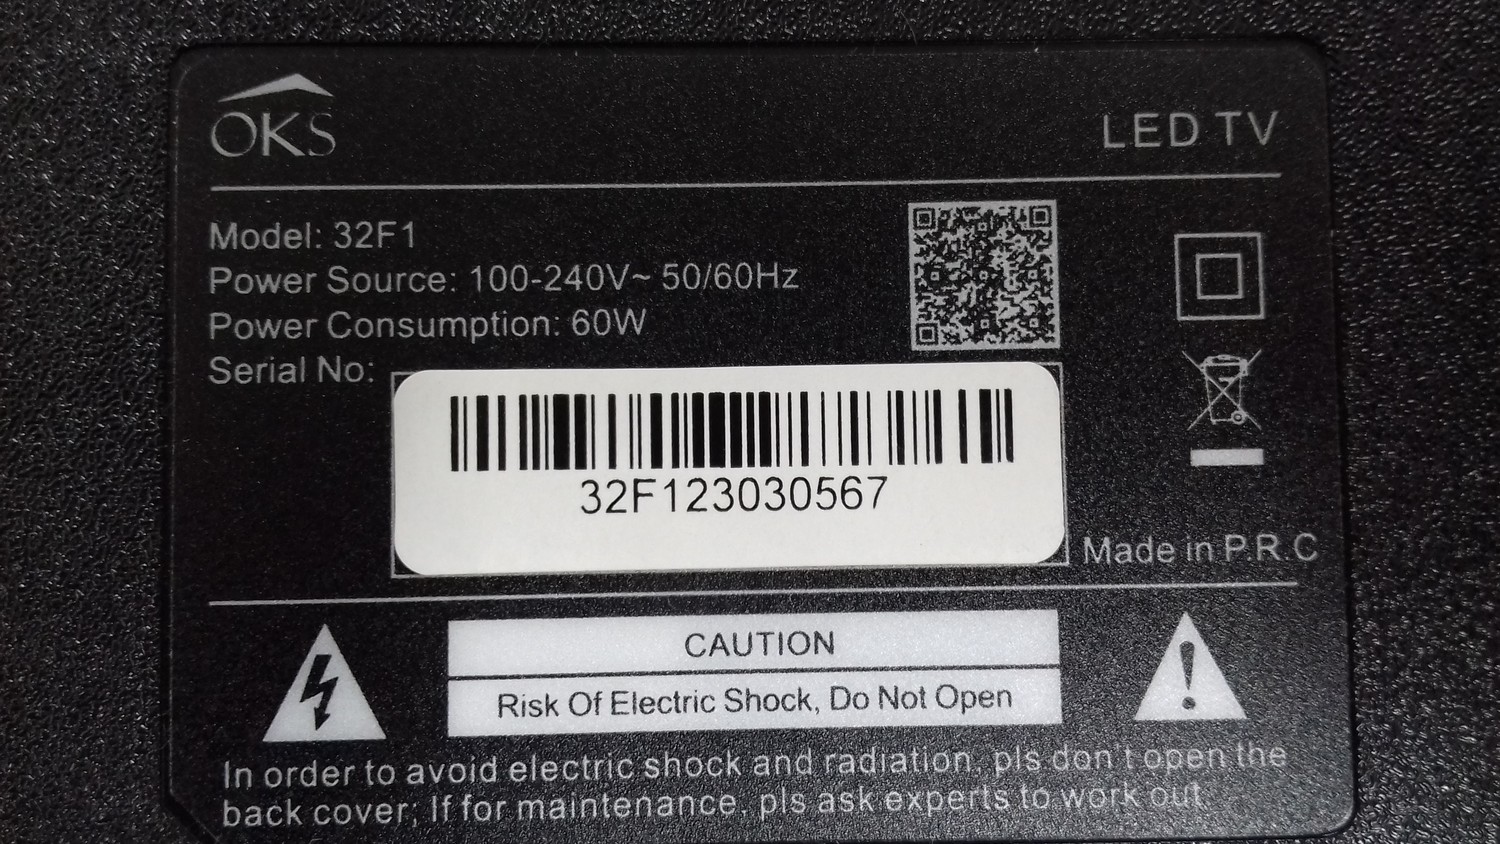 OKS
LED TV
Model: 32F1
Power Source: 100-240V~ 50/60Hz
Power Consumption: 60W
Serial No:
32F123030567
Made in P.R.C
CAUTION
Risk Of Electric Shock, Do Not Open
In order to avoid electric shock and radiation, pls don't open the
back cover; If for maintenance, pls ask experts to work out.